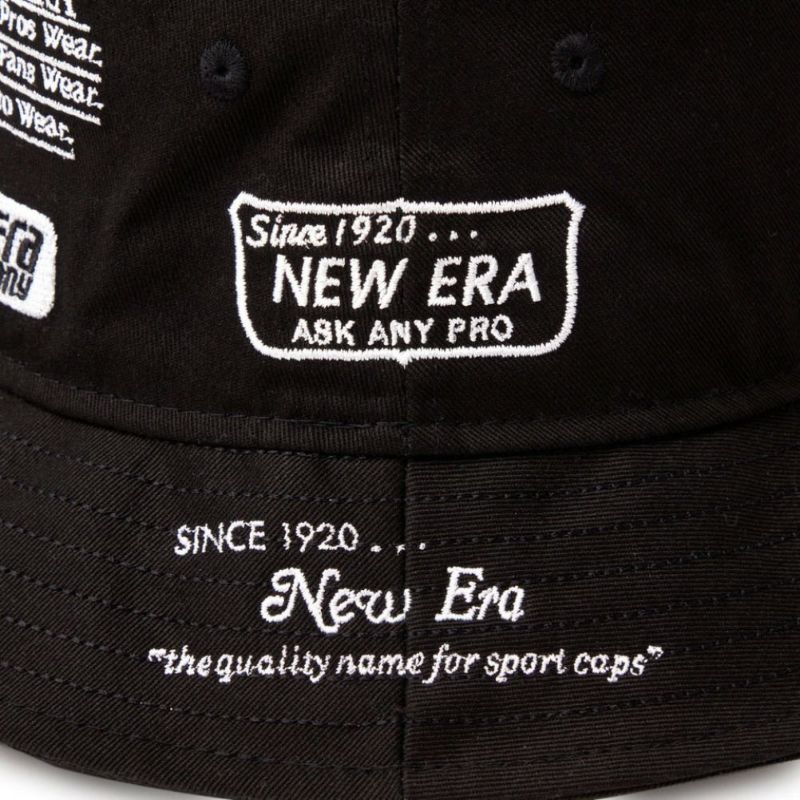 Pros Wear.
Fans Wear.
Wear.
Since 1920...
NEW ERA
ASK ANY PRO
SINCE 1920...
New Era
"the quality name for sport caps"